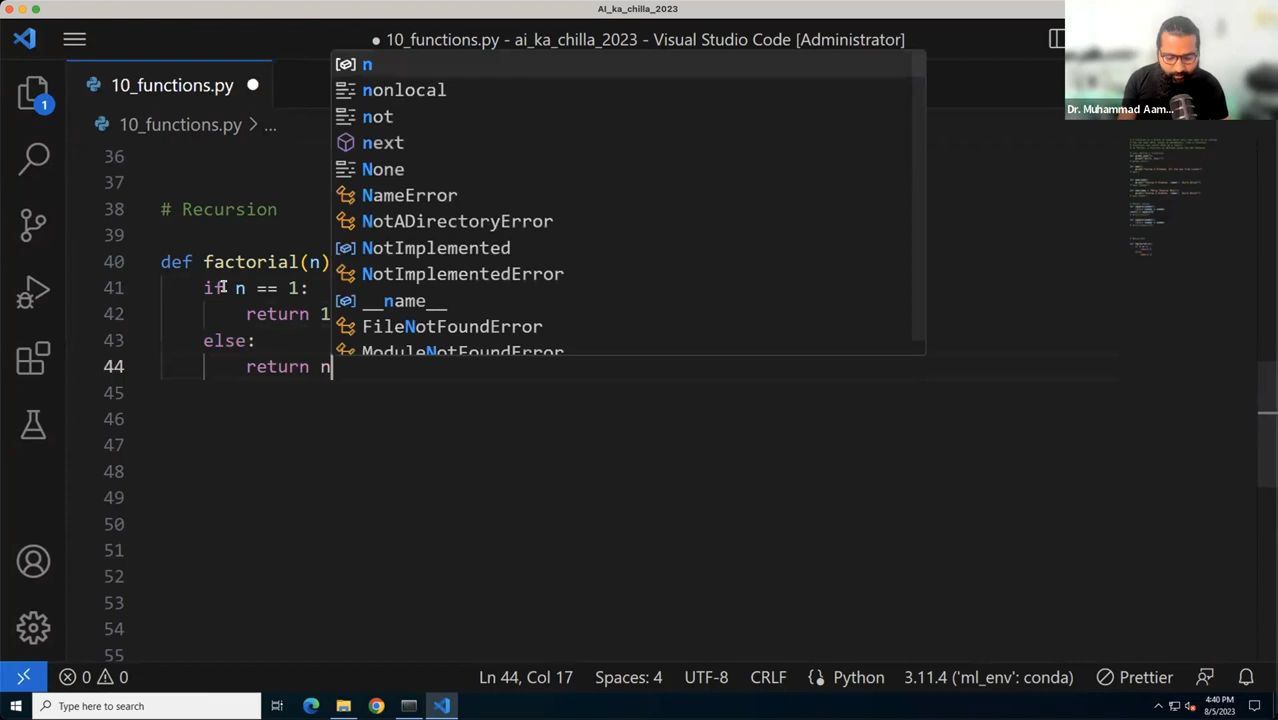 AI_ka_chilla_2023
10_functions.py - ai_ka_chilla_2023 - Visual Studio Code [Administrator]
Dr. Muhammad Aam...
1
10_functions.py
10_functions.py > ...
n
nonlocal
not
next
None
NameError
NotADirectoryError
NotImplemented
NotImplementedError
__name__
FileNotFoundError
ModuleNotFoundError
36
37
38 # Recursion
39
40 def factorial(n)
41 if n == 1:
42 return 1
43 else:
44 return n
45
46
47
48
49
50
51
52
53
54
55
0 0 Ln 44, Col 17 Spaces: 4 UTF-8 CRLF Python 3.11.4 ('ml_env': conda) Prettier
Type here to search
4:40 PM
8/5/2023